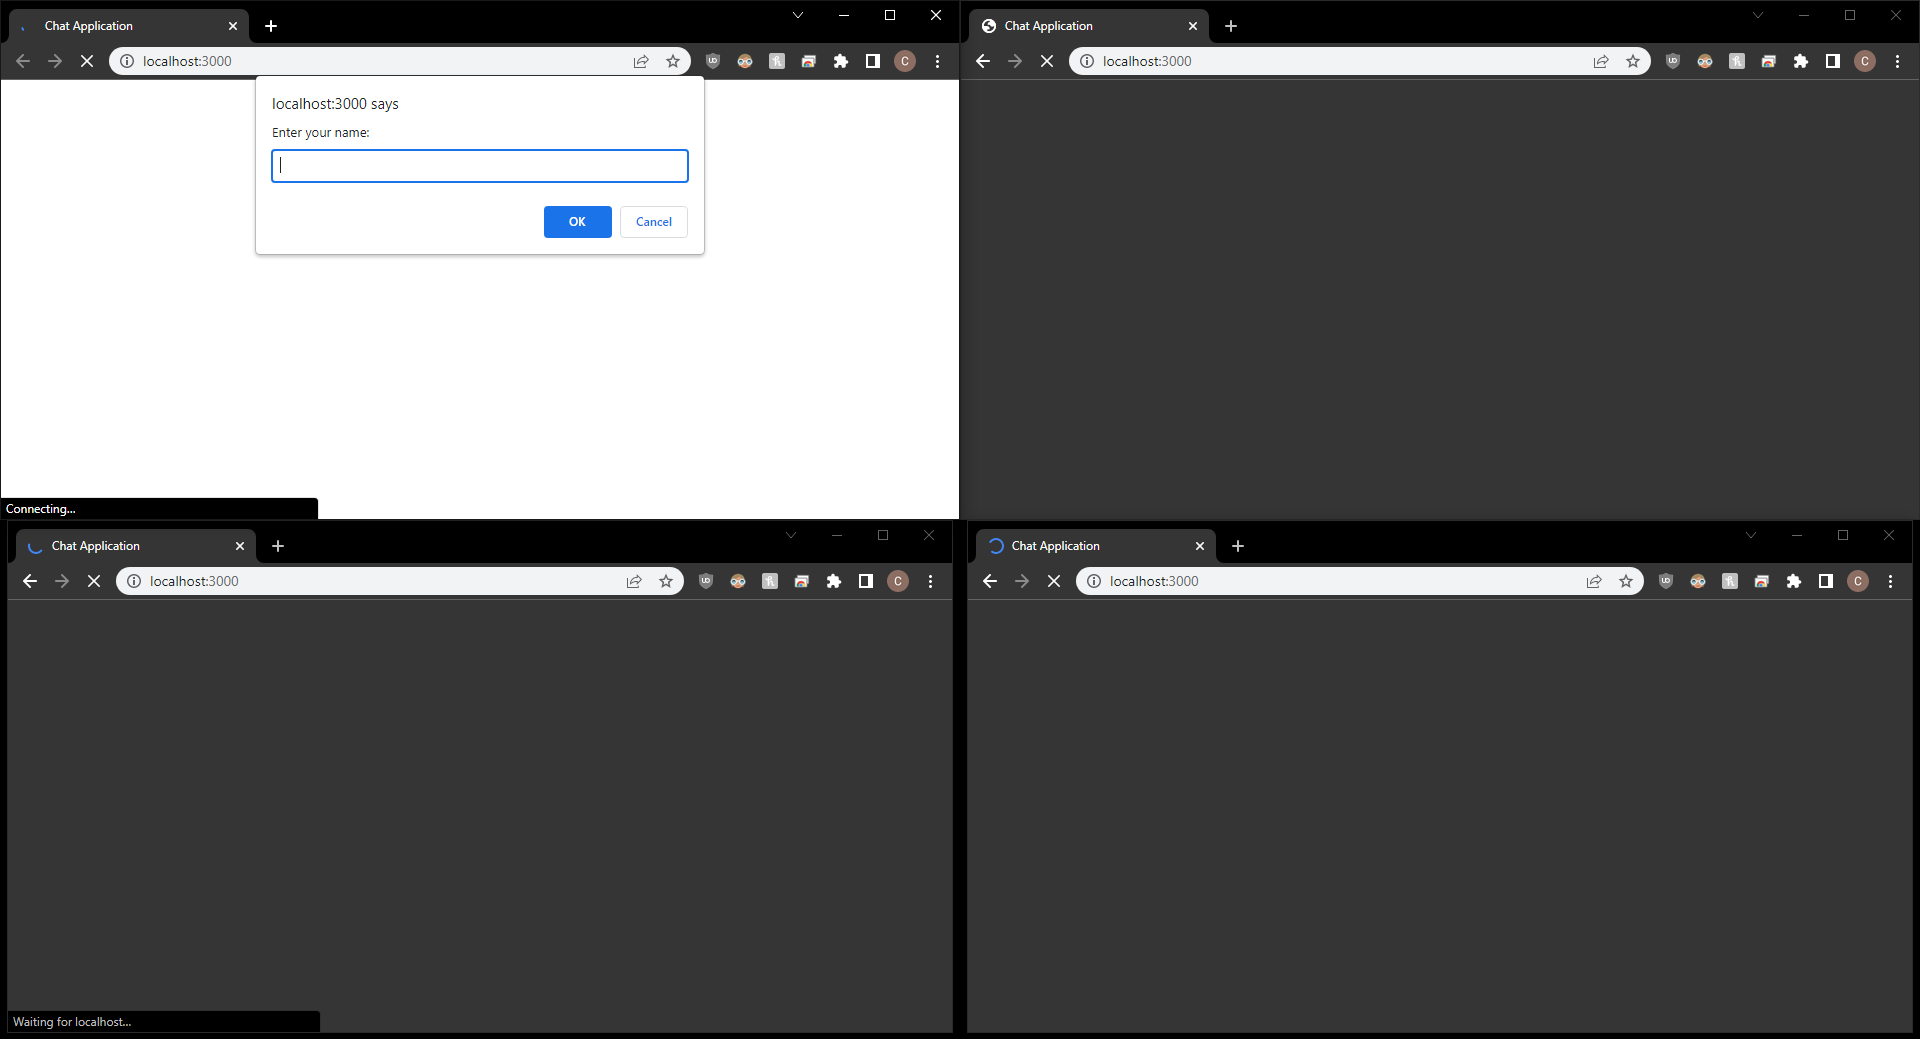 Chat Application
localhost:3000
C
localhost:3000 says
Enter your name:
OK
Cancel
Connecting...
Chat Application
localhost:3000
C
Chat Application
localhost:3000
C
Waiting for localhost...
Chat Application
localhost:3000
C